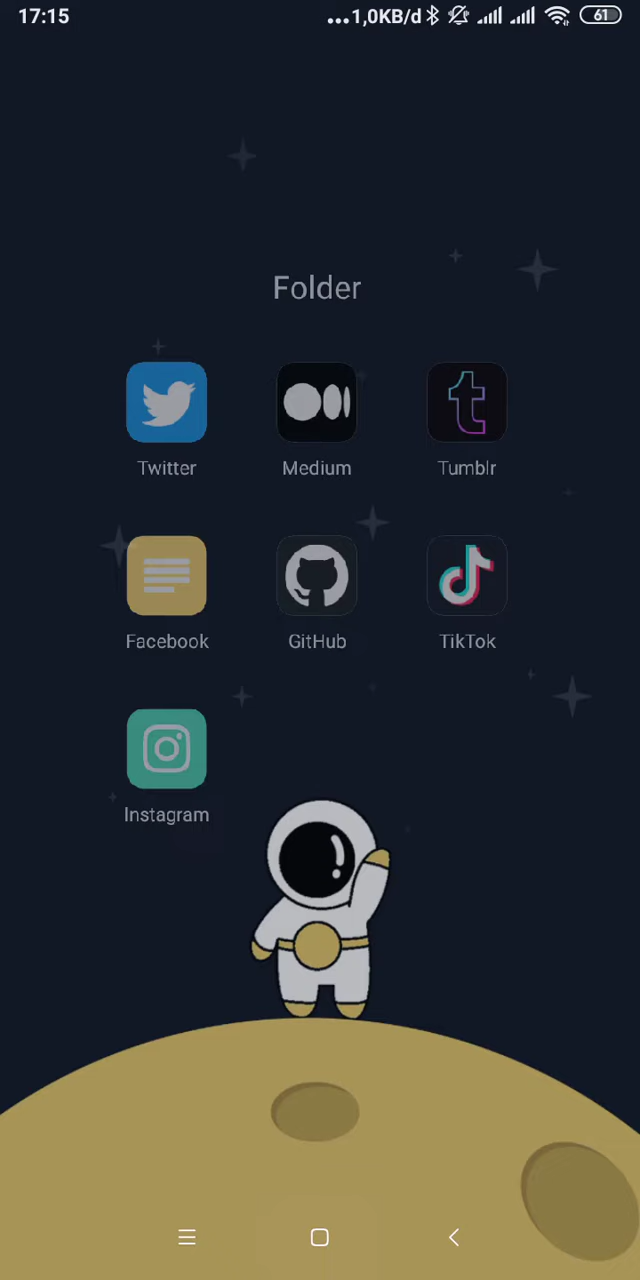 17:15
...1,0KB/d
61
Folder
Twitter
Medium
Tumblr
Facebook
GitHub
TikTok
Instagram